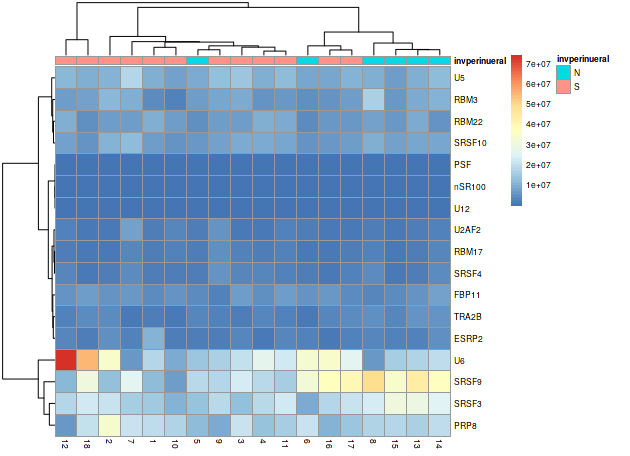 invperinueral
U5
RBM3
RBM22
SRSF10
PSF
nSR100
U12
U2AF2
RBM17
SRSF4
FBP11
TRA2B
ESRP2
U6
SRSF9
SRSF3
PRP8
12 18 2 7 1 10 5 9 3 4 11 6 16 17 8 15 13 14
7e+07
6e+07
5e+07
4e+07
3e+07
2e+07
1e+07
invperinueral
N
S